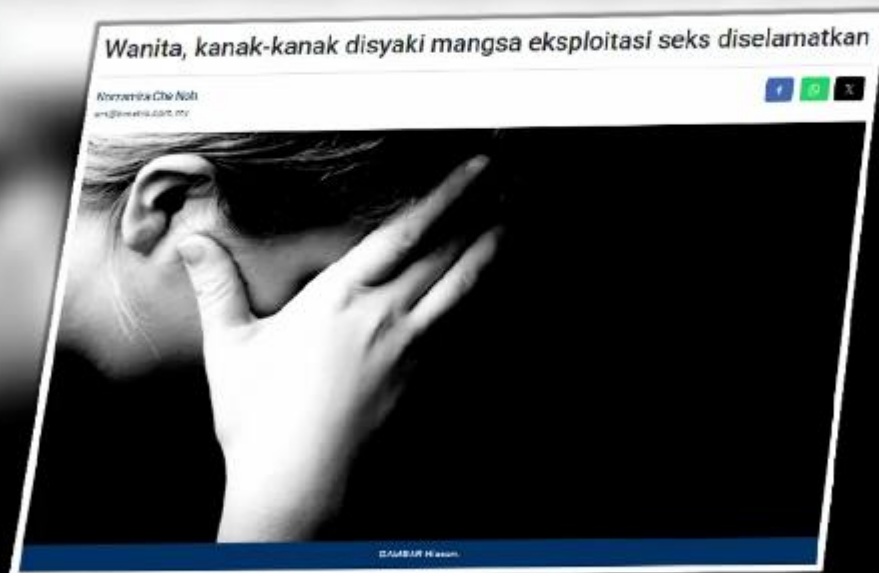 Wanita, kanak-kanak disyaki mangsa eksploitasi seks diselamatkan
Norzamira Che Noh
GAMBAR Hiasan.